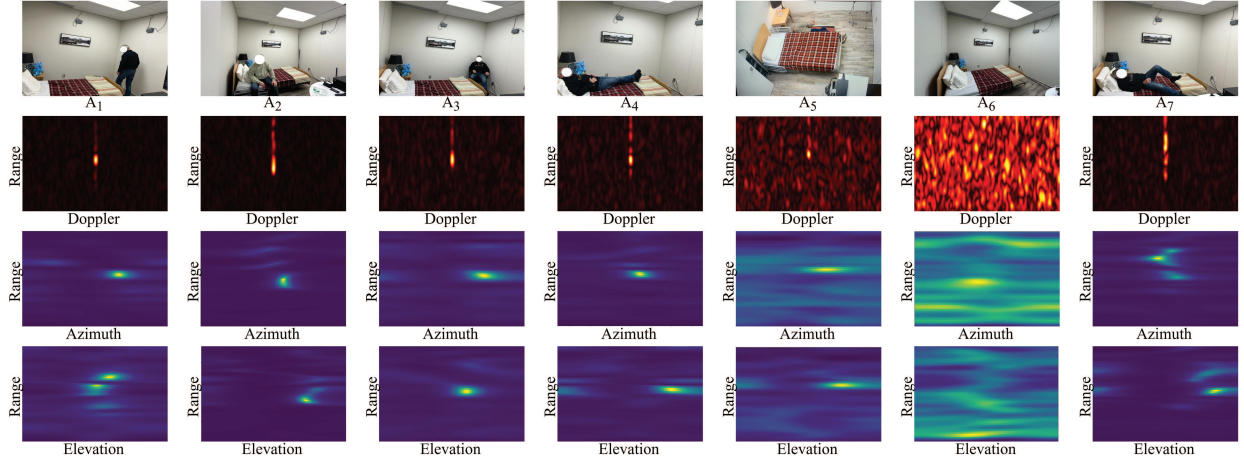 A1 A2 A3 A4 A5 A6 A7
Range Range Range Range Range Range Range
Doppler Doppler Doppler Doppler Doppler Doppler Doppler
Range Range Range Range Range Range Range
Azimuth Azimuth Azimuth Azimuth Azimuth Azimuth Azimuth
Range Range Range Range Range Range Range
Elevation Elevation Elevation Elevation Elevation Elevation Elevation